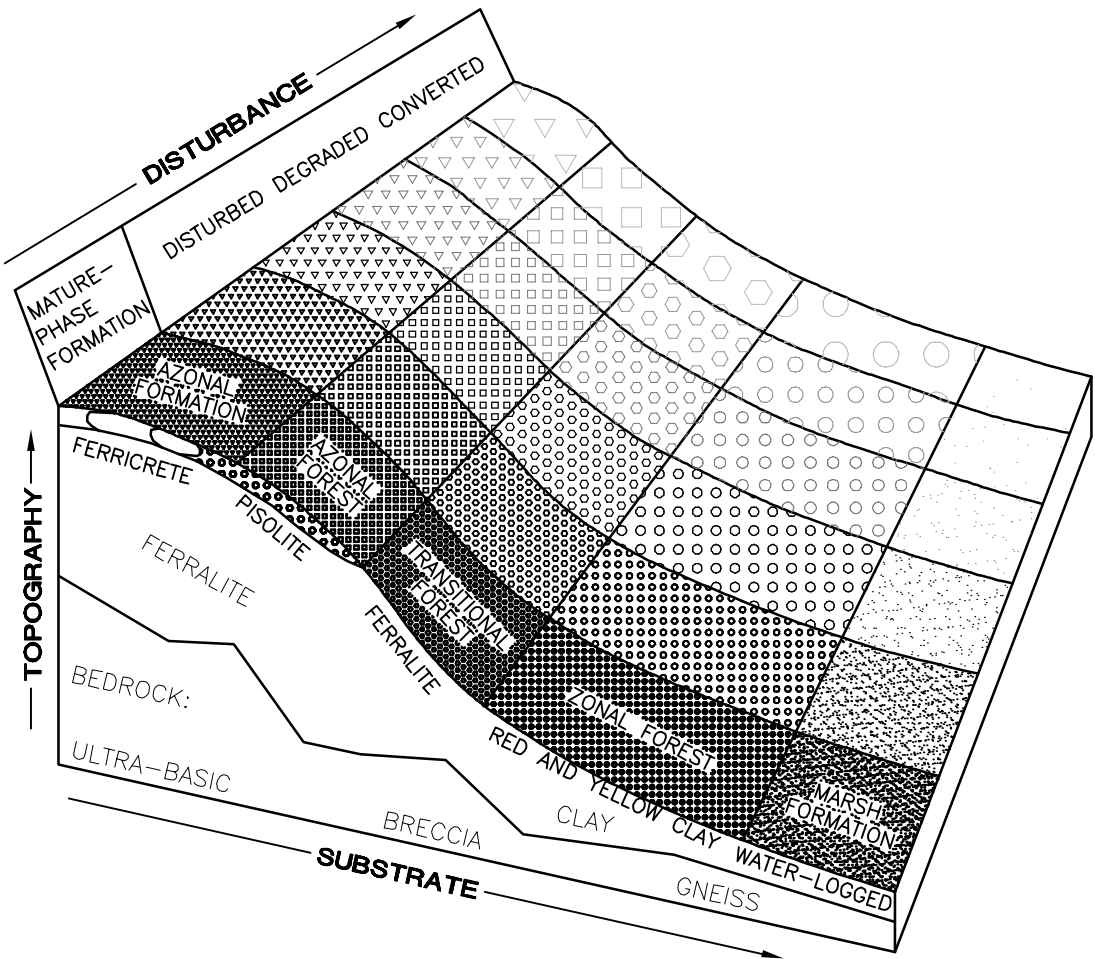 DISTURBANCE
DISTURBED DEGRADED CONVERTED
MATURE-
PHASE
FORMATION
AZONAL
FORMATION
AZONAL
FOREST
TRANSITIONAL
FOREST
ZONAL FOREST
MARSH
FORMATION
FERRICRETE
PISOLITE
FERRALITE
RED AND YELLOW CLAY
WATER-LOGGED
FERRALITE
CLAY
BEDROCK:
ULTRA-BASIC
BRECCIA
GNEISS
TOPOGRAPHY
SUBSTRATE